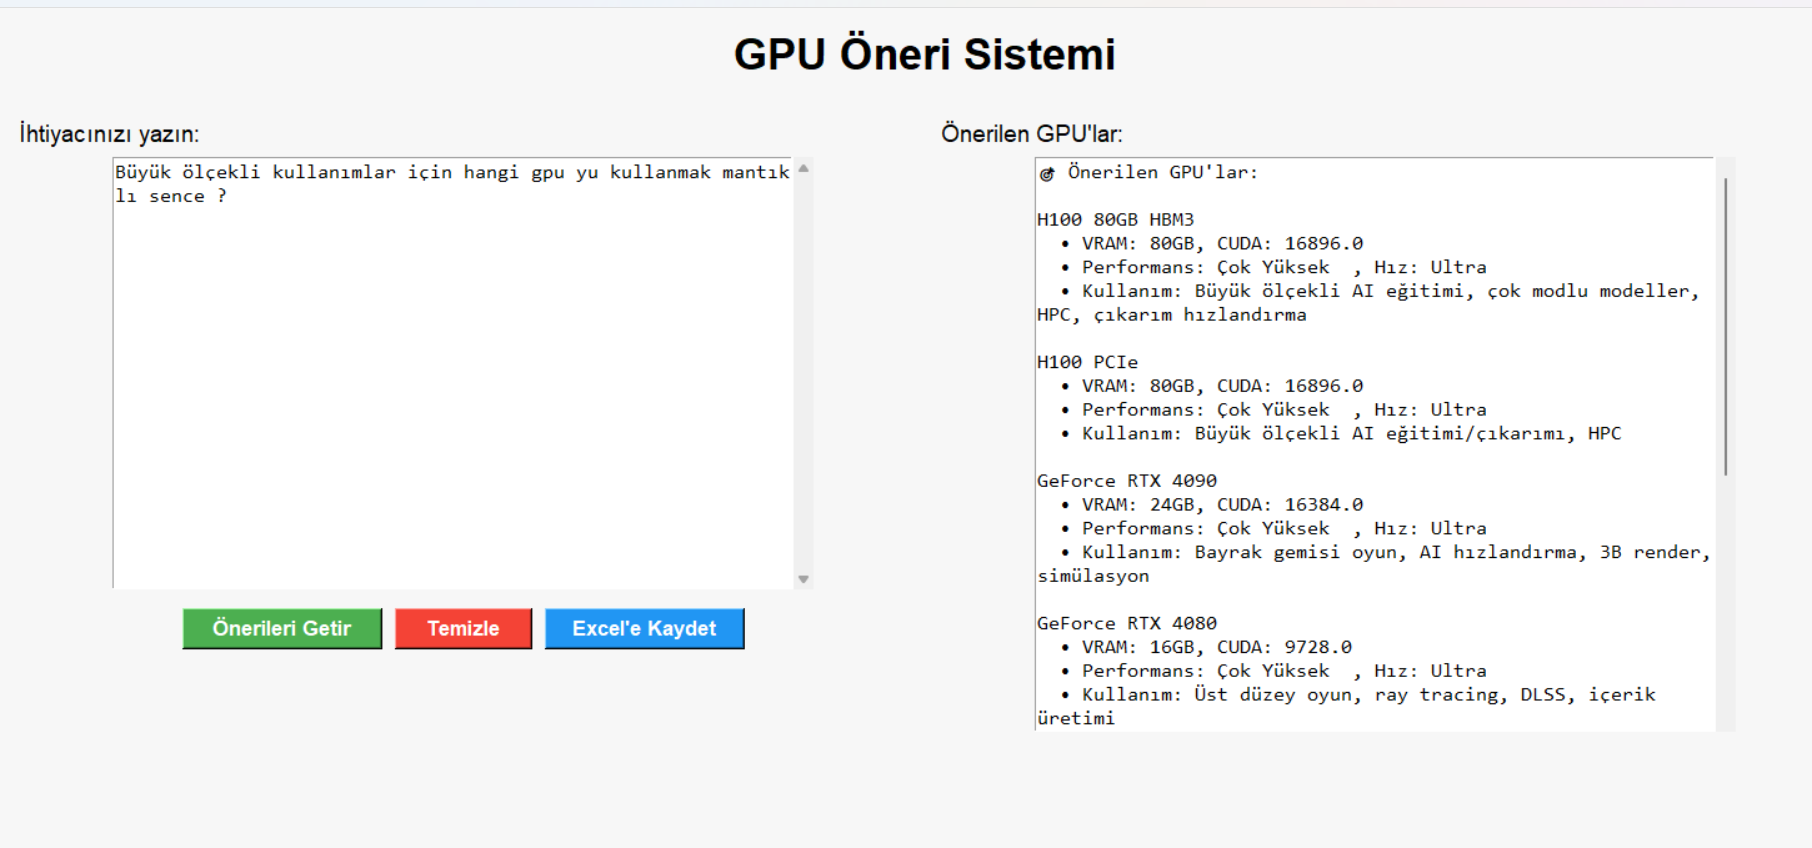 GPU Öneri Sistemi
İhtiyacınızı yazın:
Büyük ölçekli kullanımlar için hangi gpu yu kullanmak mantık
lı sence ?
Önerileri Getir
Temizle
Excel'e Kaydet
Önerilen GPU'lar:
Önerilen GPU'lar:
H100 80GB HBM3
• VRAM: 80GB, CUDA: 16896.0
• Performans: Çok Yüksek , Hız: Ultra
• Kullanım: Büyük ölçekli AI eğitimi, çok modlu modeller,
HPC, çıkarım hızlandırma
H100 PCIe
• VRAM: 80GB, CUDA: 16896.0
• Performans: Çok Yüksek , Hız: Ultra
• Kullanım: Büyük ölçekli AI eğitimi/çıkarımı, HPC
GeForce RTX 4090
• VRAM: 24GB, CUDA: 16384.0
• Performans: Çok Yüksek , Hız: Ultra
• Kullanım: Bayrak gemisi oyun, AI hızlandırma, 3B render,
simülasyon
GeForce RTX 4080
• VRAM: 16GB, CUDA: 9728.0
• Performans: Çok Yüksek , Hız: Ultra
• Kullanım: Üst düzey oyun, ray tracing, DLSS, içerik
üretimi